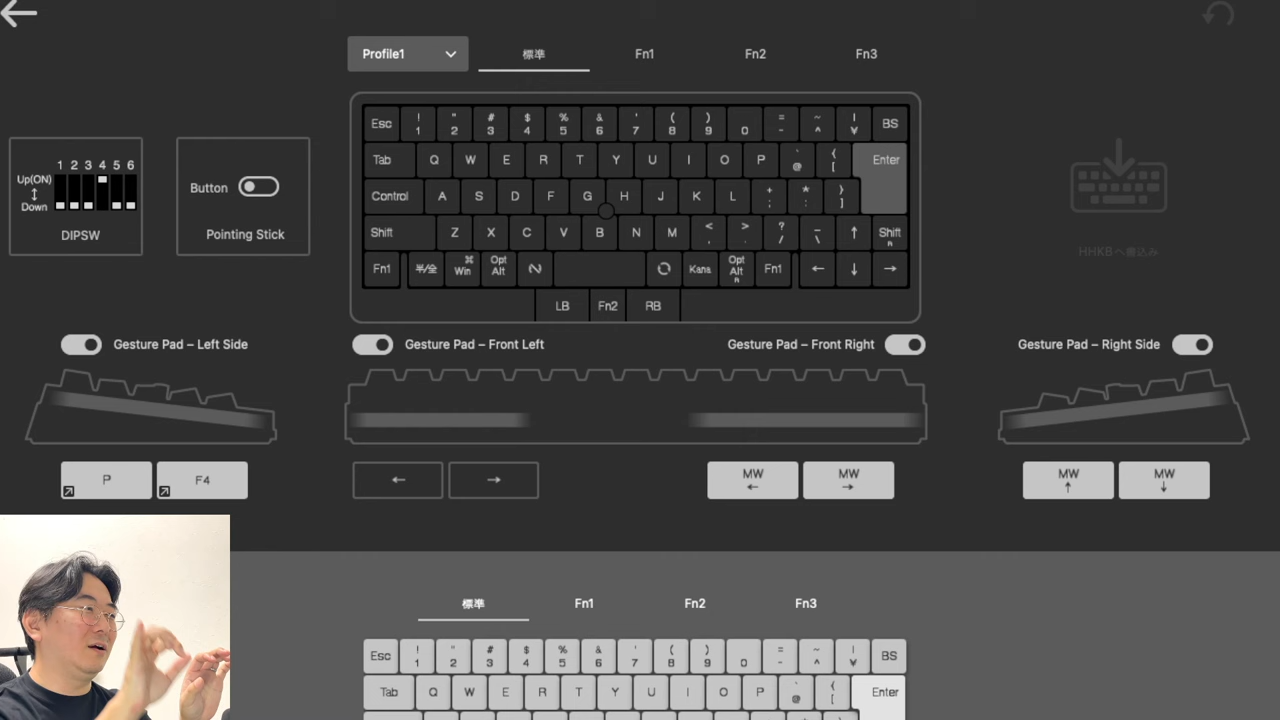 Profile1 標準 Fn1 Fn2 Fn3
Esc ! 1 " 2 # 3 $ 4 % 5 & 6 ' 7 ( 8 ) 9 0 = - ~ ^ | ¥ BS
Tab Q W E R T Y U I O P ` @ { [ Enter
Control A S D F G H J K L + ; * : } ]
Shift Z X C V B N M < , > . ? / _ \ ↑ Shift R
Fn1 半/全 ⌘ Win Opt Alt Kana Opt Alt R Fn1 ← ↓ →
LB Fn2 RB
1 2 3 4 5 6
Up(ON)
↕
Down
DIPSW
Button
Pointing Stick
HHKBへ書込み
Gesture Pad – Left Side
Gesture Pad – Front Left
Gesture Pad – Front Right
Gesture Pad – Right Side
P F4 ← → MW ← MW → MW ↑ MW ↓
標準 Fn1 Fn2 Fn3
Esc ! 1 " 2 # 3 $ 4 % 5 & 6 ' 7 ( 8 ) 9 0 = - ~ ^ | ¥ BS
Tab Q W E R T Y U I O P ` @ { [ Enter